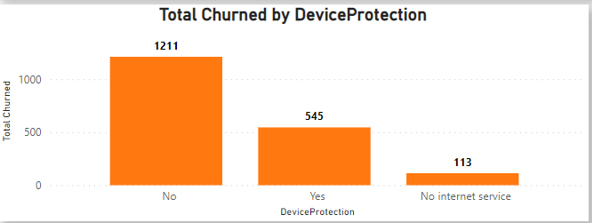 Total Churned by DeviceProtection
1211
545
113
1000
500
0
Total Churned
No
Yes
No internet service
DeviceProtection